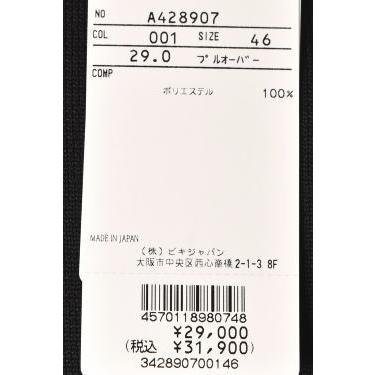 NO A428907
COL 001 SIZE 46
29.0 プルオーバー
COMP
ポリエステル 100%
MADE IN JAPAN
(株) ビキジャパン
大阪市中央区西心斎橋2-1-3 8F
4570118980748
¥29,000
(税込 ¥31,900)
342890700146